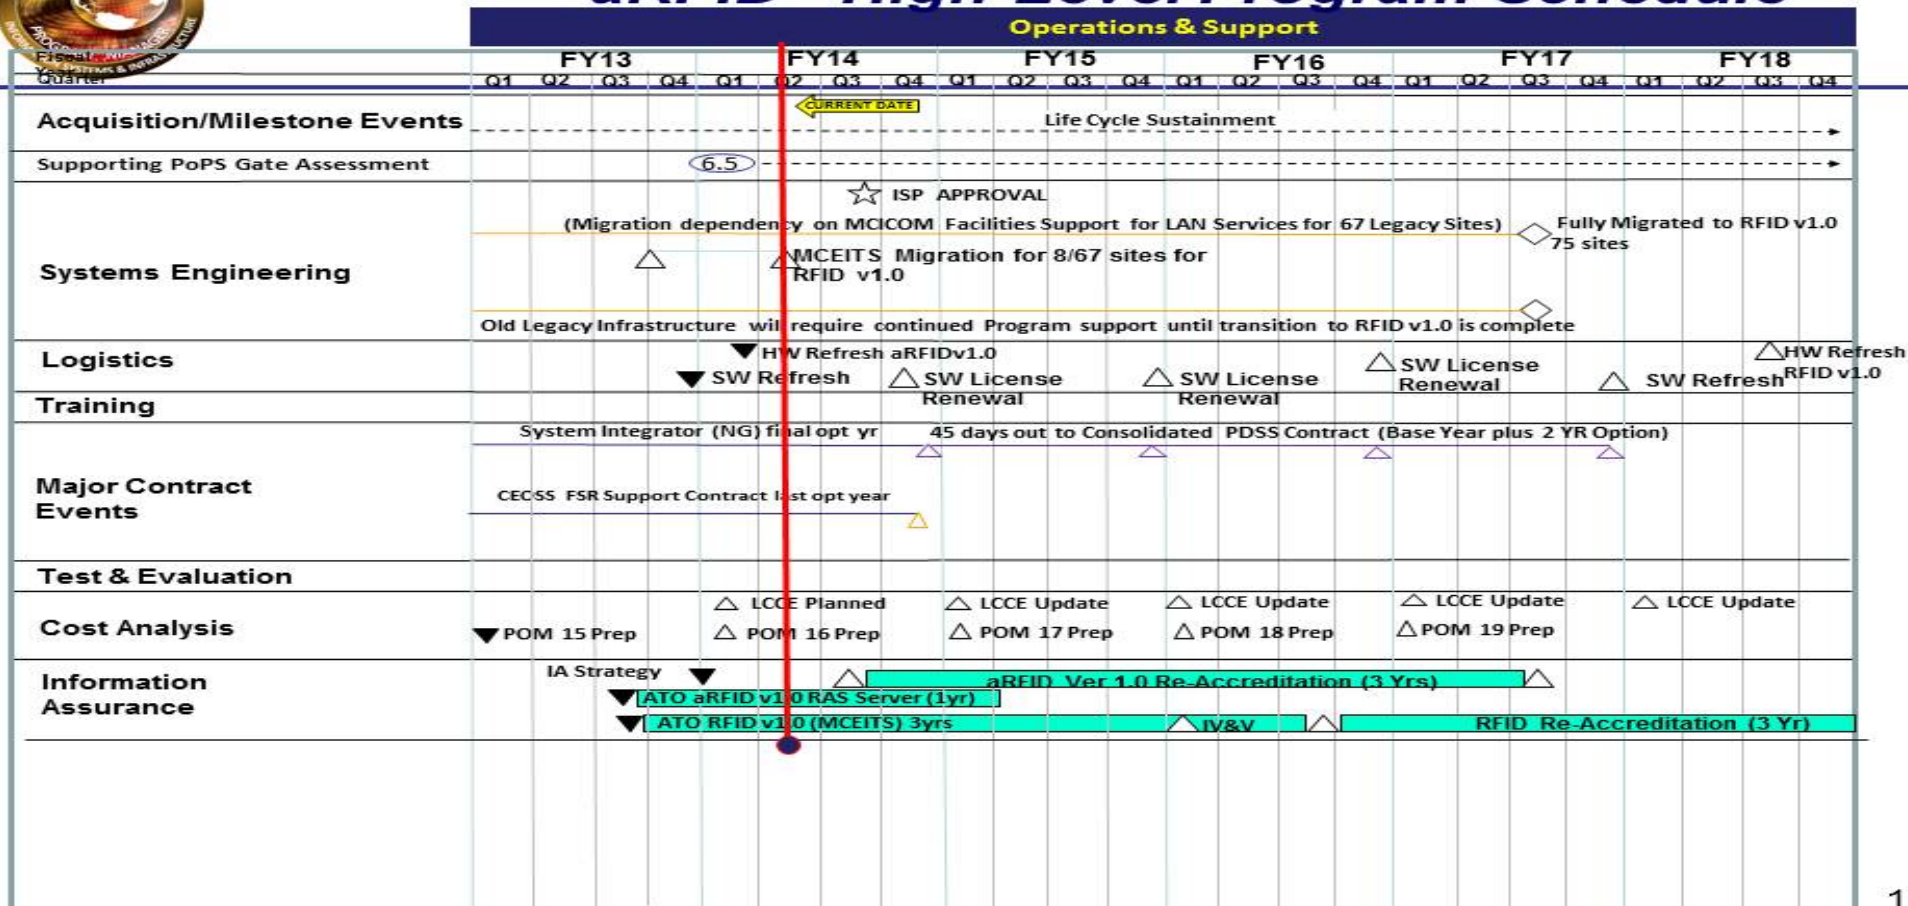 aRFID High-Level Program Schedule
Operations & Support
Fiscal Year
FY13 FY14 FY15 FY16 FY17 FY18
Quarter
Q1 Q2 Q3 Q4 Q1 Q2 Q3 Q4 Q1 Q2 Q3 Q4 Q1 Q2 Q3 Q4 Q1 Q2 Q3 Q4 Q1 Q2 Q3 Q4
CURRENT DATE
Acquisition/Milestone Events
Life Cycle Sustainment
Supporting PoPS Gate Assessment
6.5
ISP APPROVAL
(Migration dependency on MCICOM Facilities Support for LAN Services for 67 Legacy Sites)
Fully Migrated to RFID v1.0
75 sites
Systems Engineering
MCEITS Migration for 8/67 sites for
RFID v1.0
Old Legacy Infrastructure will require continued Program support until transition to RFID v1.0 is complete
Logistics
HW Refresh aRFIDv1.0
SW Refresh
SW License
Renewal
SW License
Renewal
SW License
Renewal
SW Refresh
HW Refresh
RFID v1.0
Training
System Integrator (NG) final opt yr
45 days out to Consolidated PDSS Contract (Base Year plus 2 YR Option)
Major Contract
Events
CEOSS FSR Support Contract last opt year
Test & Evaluation
Cost Analysis
LCCE Planned
LCCE Update
LCCE Update
LCCE Update
LCCE Update
POM 15 Prep
POM 16 Prep
POM 17 Prep
POM 18 Prep
POM 19 Prep
Information
Assurance
IA Strategy
aRFID Ver 1.0 Re-Accreditation (3 Yrs)
ATO aRFID v1.0 RAS Server (1yr)
ATO RFID v1.0 (MCEITS) 3yrs
IV&V
RFID Re-Accreditation (3 Yr)
1